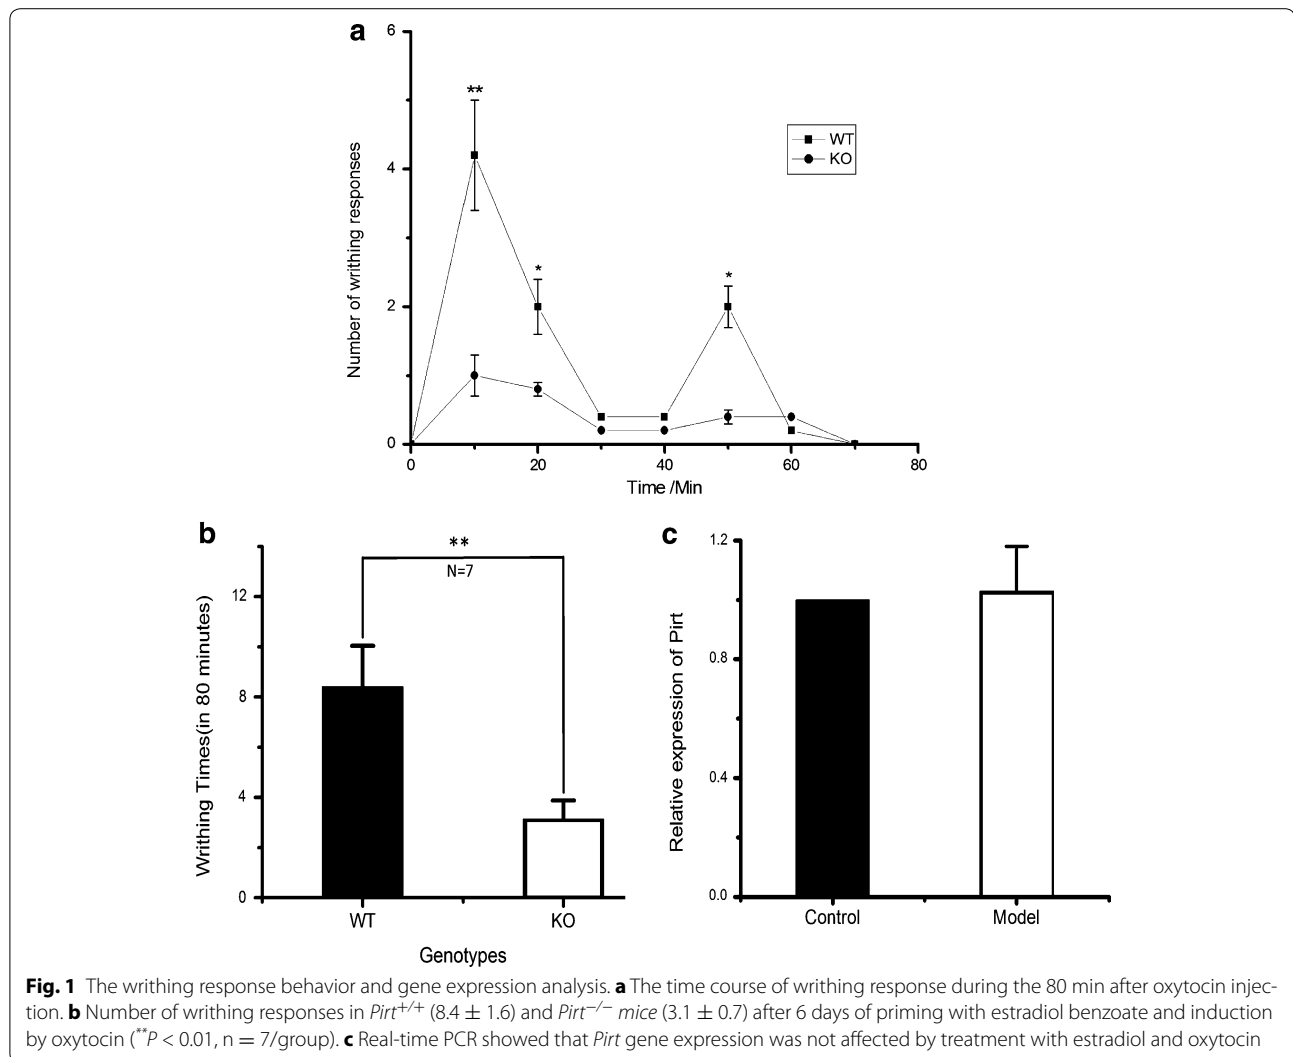 a
6
4
2
0
Number of writhing responses
**
*
*
WT
KO
0 20 40 60 80
Time /Min
b
12
8
4
0
Writhing Times(in 80 minutes)
**
N=7
WT KO
Genotypes
c
1.2
0.8
0.4
0.0
Relative expression of Pirt
Control Model
Fig. 1 The writhing response behavior and gene expression analysis. a The time course of writhing response during the 80 min after oxytocin injec-
tion. b Number of writhing responses in Pirt+/+ (8.4 ± 1.6) and Pirt−/− mice (3.1 ± 0.7) after 6 days of priming with estradiol benzoate and induction
by oxytocin (**P < 0.01, n = 7/group). c Real-time PCR showed that Pirt gene expression was not affected by treatment with estradiol and oxytocin